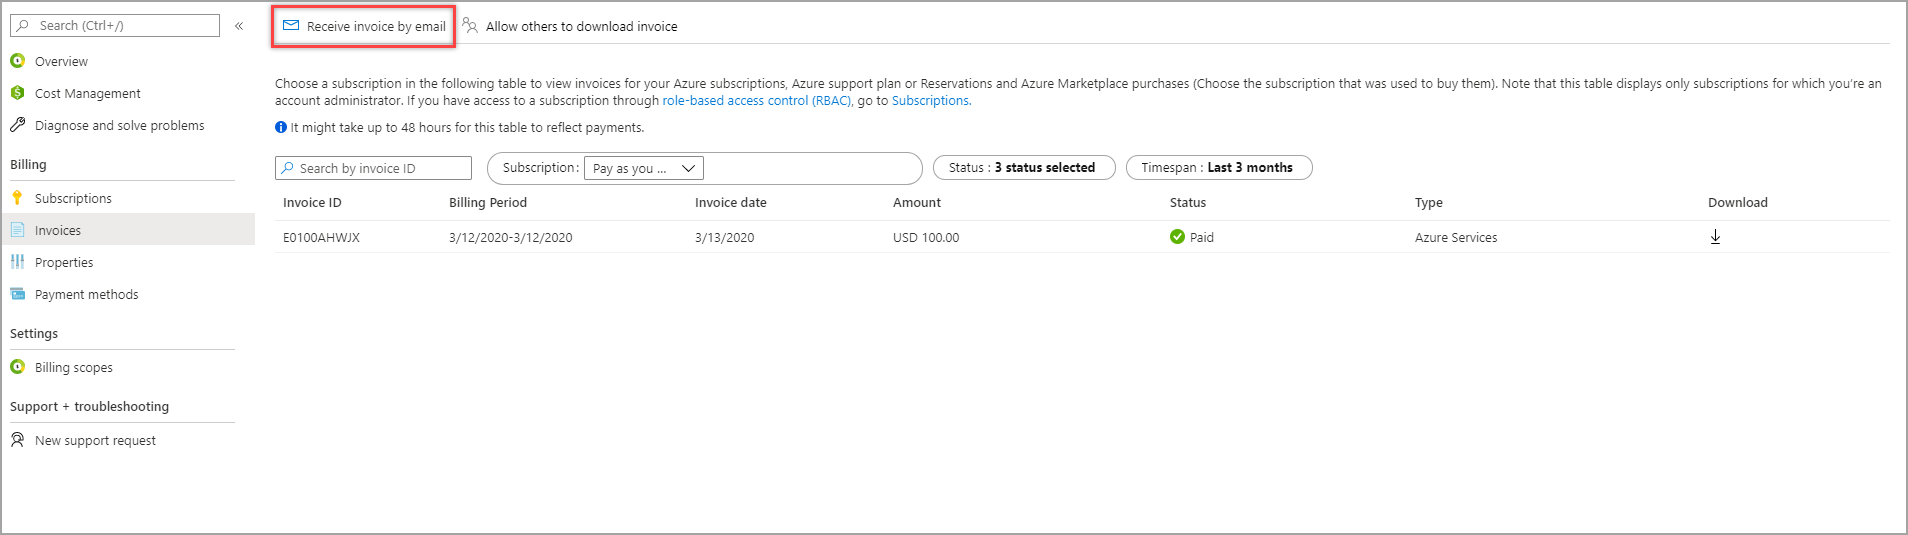 Search (Ctrl+/)
«
Overview
Cost Management
Diagnose and solve problems
Billing
Subscriptions
Invoices
Properties
Payment methods
Settings
Billing scopes
Support + troubleshooting
New support request
Receive invoice by email
Allow others to download invoice
Choose a subscription in the following table to view invoices for your Azure subscriptions, Azure support plan or Reservations and Azure Marketplace purchases (Choose the subscription that was used to buy them). Note that this table displays only subscriptions for which you're an
account administrator. If you have access to a subscription through role-based access control (RBAC), go to Subscriptions.
It might take up to 48 hours for this table to reflect payments.
Search by invoice ID
Subscription: Pay as you ...
Status : 3 status selected
Timespan : Last 3 months
Invoice ID Billing Period Invoice date Amount Status Type Download
E0100AHWJX 3/12/2020-3/12/2020 3/13/2020 USD 100.00 Paid Azure Services